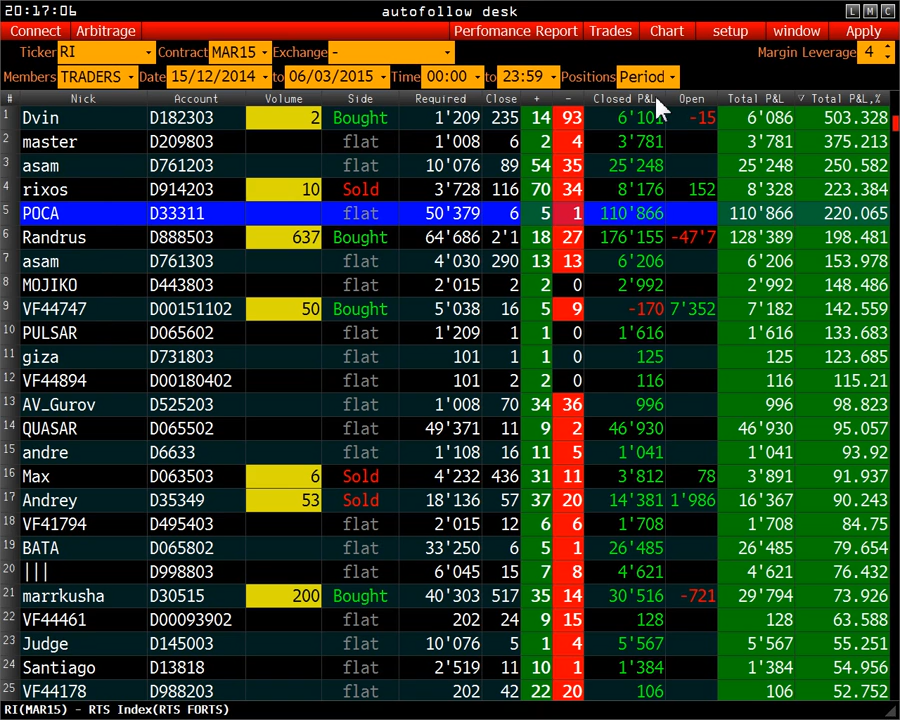 20:17:06 autofollow desk L M C
Connect Arbitrage Perfomance Report Trades Chart setup window Apply
Ticker RI Contract MAR15 Exchange - Margin Leverage 4
Members TRADERS Date 15/12/2014 to 06/03/2015 Time 00:00 to 23:59 Positions Period
# Nick Account Volume Side Required Close + - Closed P&L Open Total P&L Total P&L,%
1 Dvin D182303 2 Bought 1'209 235 14 93 -15 6'086 503.328
2 master D209803 flat 1'008 6 2 4 3'781 3'781 375.213
3 asam D761203 flat 10'076 89 54 35 25'248 25'248 250.582
4 rixos D914203 10 Sold 3'728 116 70 34 8'176 152 8'328 223.384
5 POCA D33311 flat 50'379 6 5 1 110'866 110'866 220.065
6 Randrus D888503 637 Bought 64'686 2'1 18 27 176'155 -47'7 128'389 198.481
7 asam D761303 flat 4'030 290 13 13 6'206 6'206 153.978
8 MOJIKO D443803 flat 2'015 2 2 0 2'992 2'992 148.486
9 VF44747 D00151102 50 Bought 5'038 16 5 9 -170 7'352 7'182 142.559
10 PULSAR D065602 flat 1'209 1 1 0 1'616 1'616 133.683
11 giza D731803 flat 101 1 1 0 125 125 123.685
12 VF44894 D00180402 flat 101 2 2 0 116 116 115.21
13 AV_Gurov D525203 flat 1'008 70 34 36 996 996 98.823
14 QUASAR D065502 flat 49'371 11 9 2 46'930 46'930 95.057
15 andre D6633 flat 1'108 16 11 5 1'041 1'041 93.92
16 Max D063503 6 Sold 4'232 436 31 11 3'812 78 3'891 91.937
17 Andrey D35349 53 Sold 18'136 57 37 20 14'381 1'986 16'367 90.243
18 VF41794 D495403 flat 2'015 12 6 6 1'708 1'708 84.75
19 BATA D065802 flat 33'250 6 5 1 26'485 26'485 79.654
20 ||| D998803 flat 6'045 15 7 8 4'621 4'621 76.432
21 marrkusha D30515 200 Bought 40'303 517 35 14 30'516 -721 29'794 73.926
22 VF44461 D00093902 flat 202 24 9 15 128 128 63.588
23 Judge D145003 flat 10'076 5 1 4 5'567 5'567 55.251
24 Santiago D13818 flat 2'519 11 10 1 1'384 1'384 54.956
25 VF44178 D988203 flat 202 42 22 20 106 106 52.752
RI(MAR15) - RTS Index(RTS FORTS)